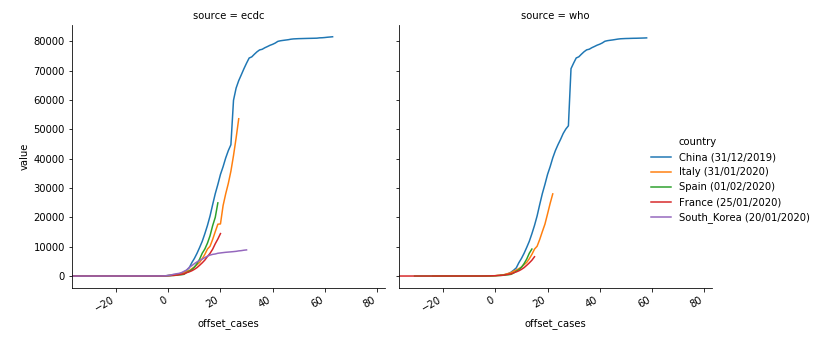 source = ecdc
source = who
value
80000
70000
60000
50000
40000
30000
20000
10000
0
−20
0
20
40
60
80
offset_cases
−20
0
20
40
60
80
offset_cases
country
China (31/12/2019)
Italy (31/01/2020)
Spain (01/02/2020)
France (25/01/2020)
South_Korea (20/01/2020)